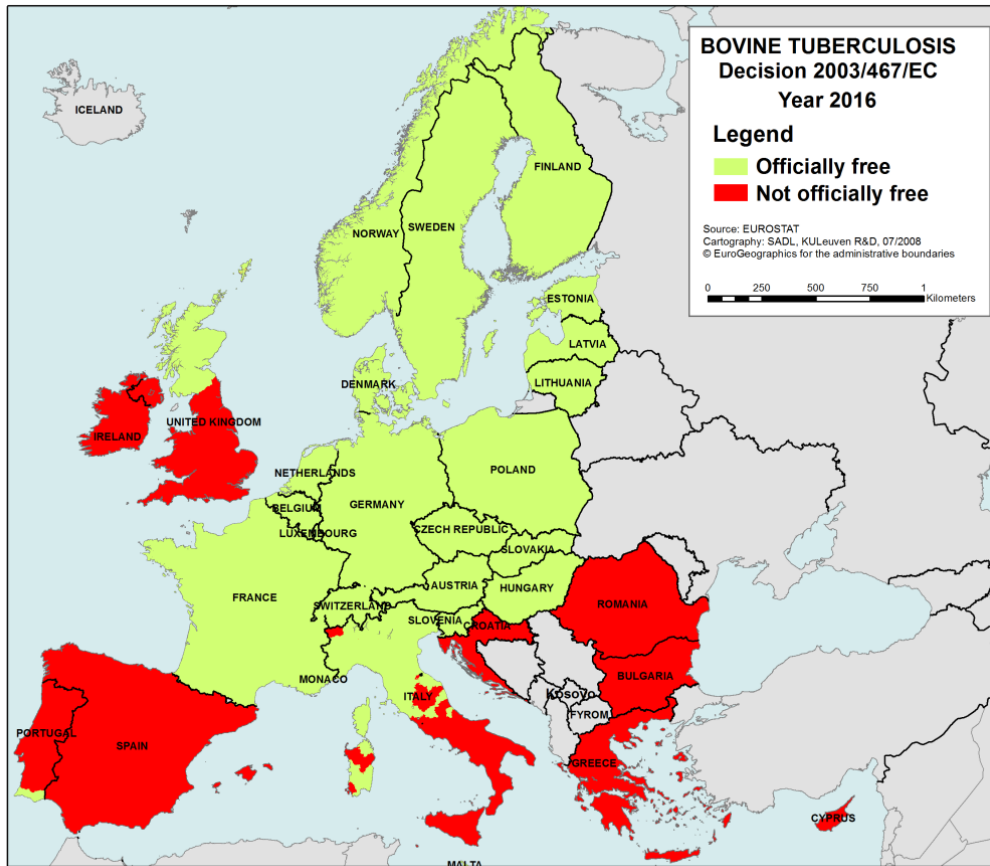 BOVINE TUBERCULOSIS
Decision 2003/467/EC
Year 2016
Legend
Officially free
Not officially free
Source: EUROSTAT
Cartography: SADL, KULeuven R&D, 07/2008
© EuroGeographics for the administrative boundaries
0 250 500 750 1
Kilometers
ICELAND
FINLAND
NORWAY
SWEDEN
ESTONIA
LATVIA
DENMARK
LITHUANIA
UNITED KINGDOM
IRELAND
NETHERLANDS
POLAND
BELGIUM
GERMANY
CZECH REPUBLIC
LUXEMBOURG
SLOVAKIA
AUSTRIA
HUNGARY
FRANCE
SWITZERLAND
ROMANIA
SLOVENIA
CROATIA
MONACO
BULGARIA
ITALY
Kosovo
FYROM
PORTUGAL
SPAIN
GREECE
CYPRUS
MALTA